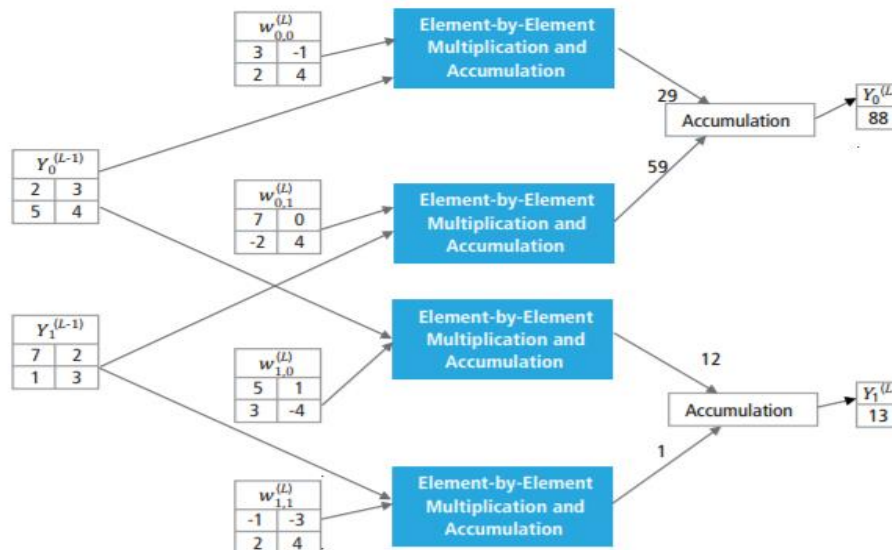 w0,0(L)
3 -1
2 4
Element-by-Element
Multiplication and
Accumulation
29
Accumulation
Y0(L
88
Y0(L-1)
2 3
5 4
w0,1(L)
7 0
-2 4
Element-by-Element
Multiplication and
Accumulation
59
Y1(L-1)
7 2
1 3
w1,0(L)
5 1
3 -4
Element-by-Element
Multiplication and
Accumulation
12
Accumulation
Y1(L
13
1
w1,1(L)
-1 -3
2 4
Element-by-Element
Multiplication and
Accumulation